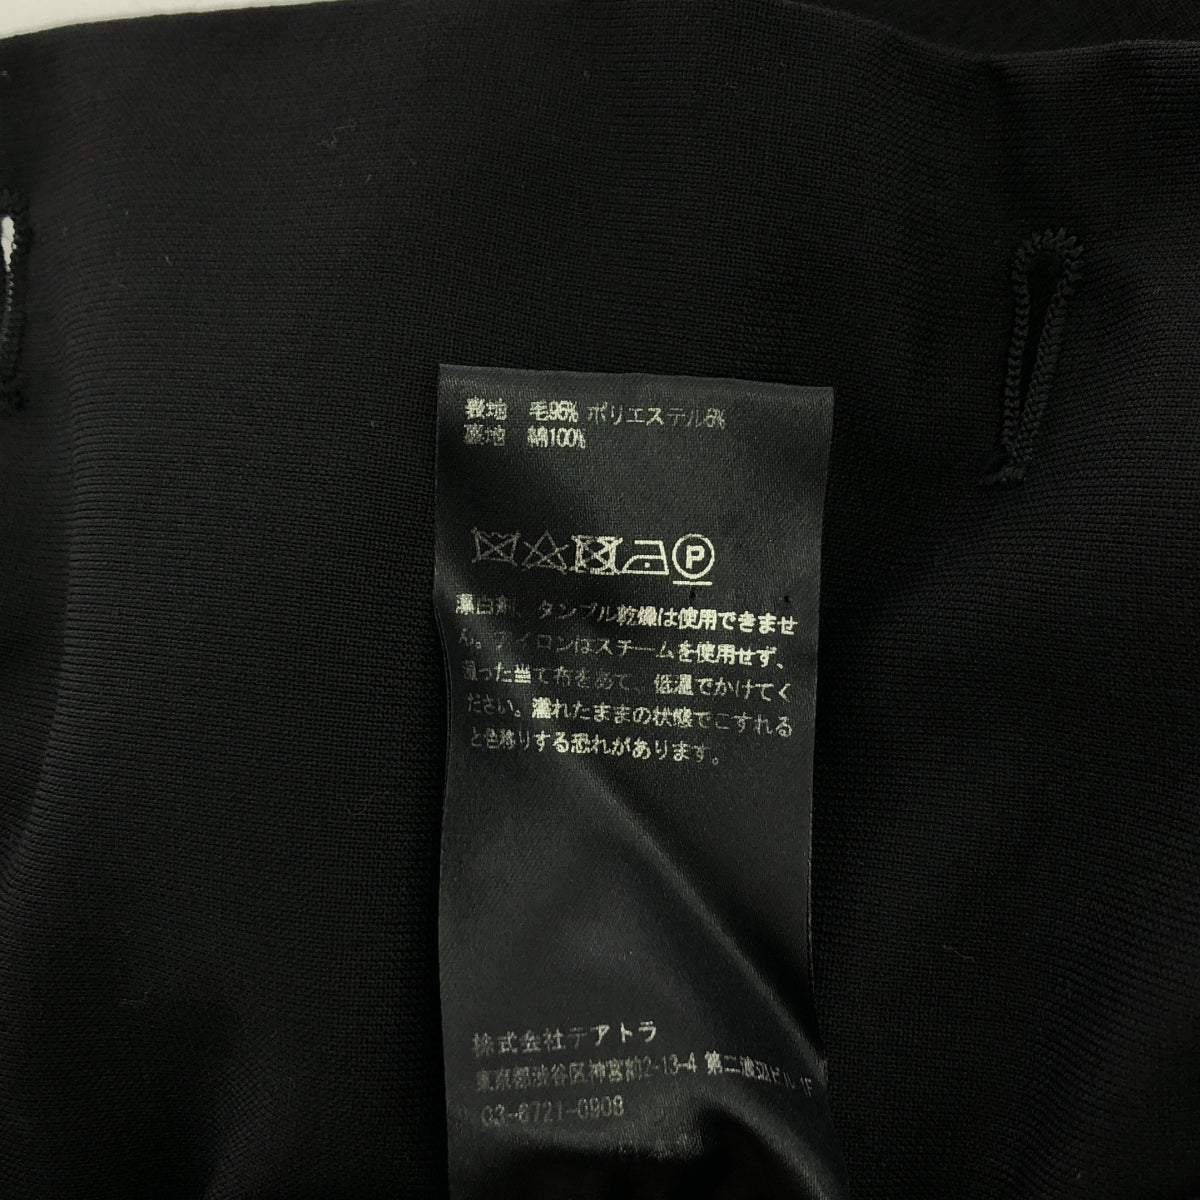 表地 毛95% ポリエステル5%
裏地 綿100%
P
漂白剤、タンブル乾燥は使用できませ
ん。アイロンはスチームを使用せず、
湿った当て布をあて、低温でかけてく
ださい。濡れたままの状態でこすれる
と色移りする恐れがあります。
株式会社テアトラ
東京都渋谷区神宮前2-13-4 第二渡辺ビル 1F
03-6721-0908